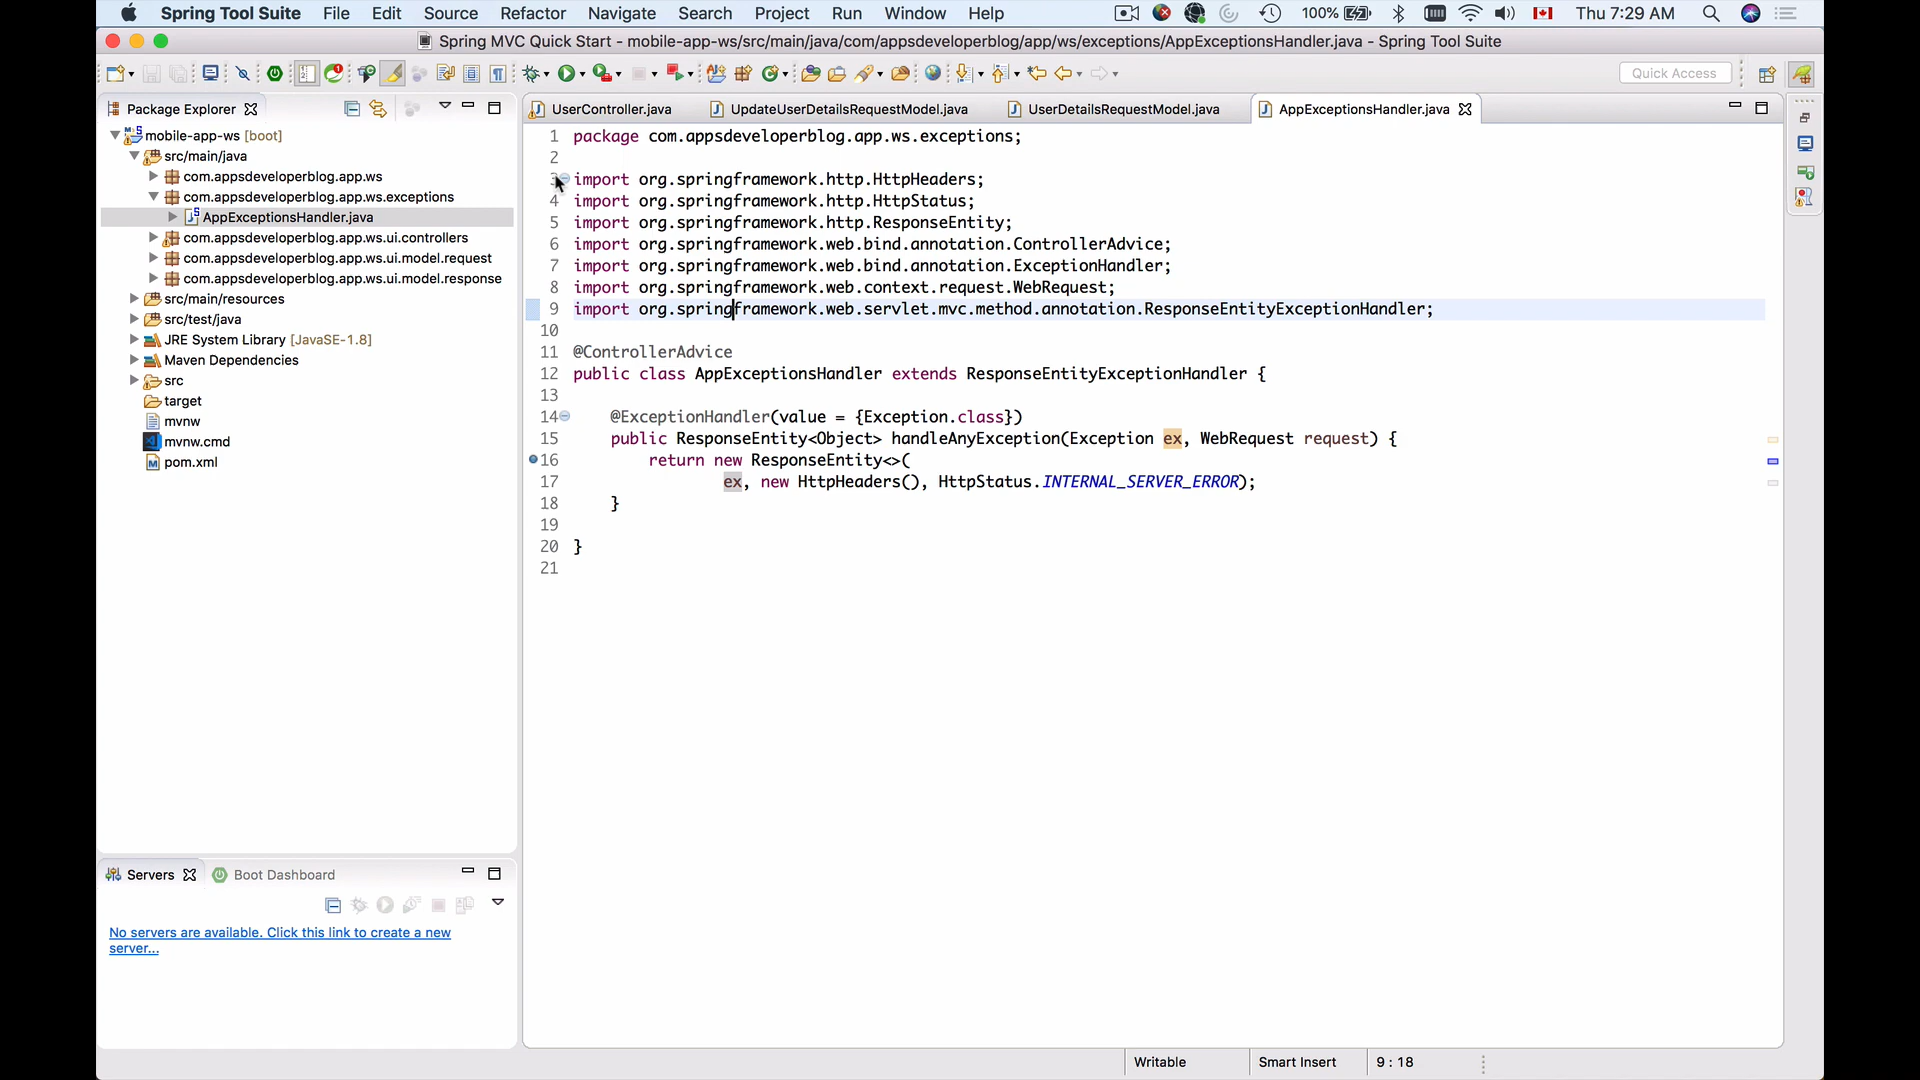 Spring Tool Suite File Edit Source Refactor Navigate Search Project Run Window Help 100% Thu 7:29 AM
Spring MVC Quick Start - mobile-app-ws/src/main/java/com/appsdeveloperblog/app/ws/exceptions/AppExceptionsHandler.java - Spring Tool Suite
Quick Access
Package Explorer
mobile-app-ws [boot]
src/main/java
com.appsdeveloperblog.app.ws
com.appsdeveloperblog.app.ws.exceptions
AppExceptionsHandler.java
com.appsdeveloperblog.app.ws.ui.controllers
com.appsdeveloperblog.app.ws.ui.model.request
com.appsdeveloperblog.app.ws.ui.model.response
src/main/resources
src/test/java
JRE System Library [JavaSE-1.8]
Maven Dependencies
src
target
mvnw
mvnw.cmd
pom.xml
Servers Boot Dashboard
No servers are available. Click this link to create a new
server...
UserController.java UpdateUserDetailsRequestModel.java UserDetailsRequestModel.java AppExceptionsHandler.java
1 package com.appsdeveloperblog.app.ws.exceptions;
2
3 import org.springframework.http.HttpHeaders;
4 import org.springframework.http.HttpStatus;
5 import org.springframework.http.ResponseEntity;
6 import org.springframework.web.bind.annotation.ControllerAdvice;
7 import org.springframework.web.bind.annotation.ExceptionHandler;
8 import org.springframework.web.context.request.WebRequest;
9 import org.springframework.web.servlet.mvc.method.annotation.ResponseEntityExceptionHandler;
10
11 @ControllerAdvice
12 public class AppExceptionsHandler extends ResponseEntityExceptionHandler {
13
14 @ExceptionHandler(value = {Exception.class})
15 public ResponseEntity<Object> handleAnyException(Exception ex, WebRequest request) {
16 return new ResponseEntity<>(
17 ex, new HttpHeaders(), HttpStatus.INTERNAL_SERVER_ERROR);
18 }
19
20 }
21
Writable Smart Insert 9 : 18